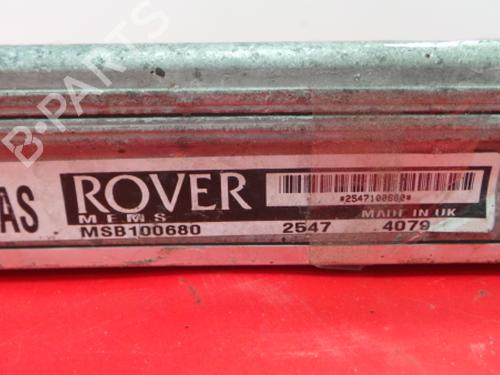 B-PARTS
AS
ROVER
MEMS
*2547100680*
MADE IN UK
MSB100680 2547 4079